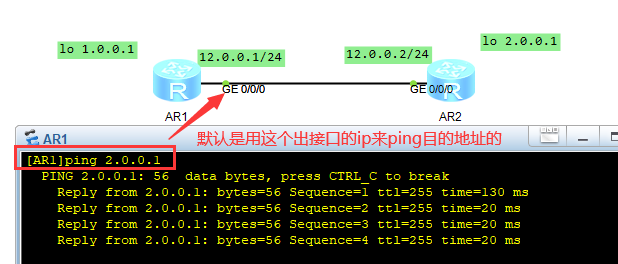 lo 1.0.0.1
12.0.0.1/24
12.0.0.2/24
lo 2.0.0.1
R
GE 0/0/0
GE 0/0/0
R
AR1
AR2
AR1
默认是用这个出接口的ip来ping目的地址的
[AR1]ping 2.0.0.1
PING 2.0.0.1: 56  data bytes, press CTRL_C to break
Reply from 2.0.0.1: bytes=56 Sequence=1 ttl=255 time=130 ms
Reply from 2.0.0.1: bytes=56 Sequence=2 ttl=255 time=20 ms
Reply from 2.0.0.1: bytes=56 Sequence=3 ttl=255 time=20 ms
Reply from 2.0.0.1: bytes=56 Sequence=4 ttl=255 time=20 ms